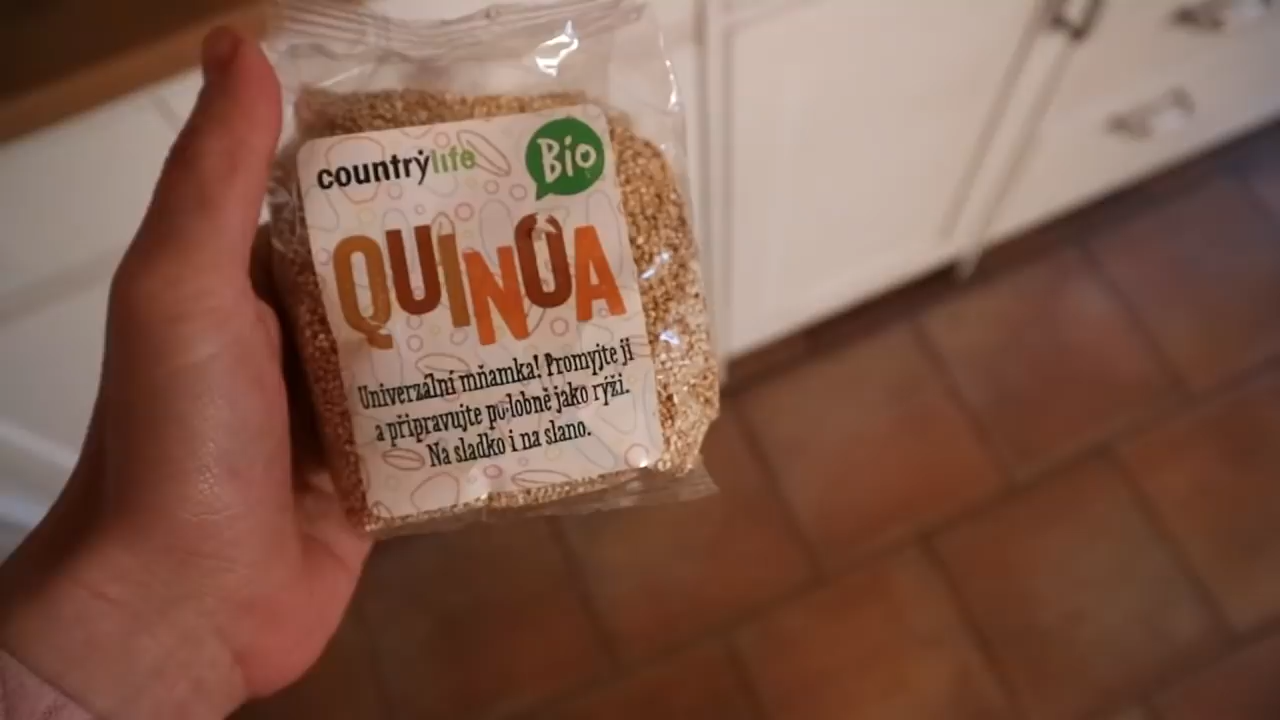 countrylife
Bio
QUINOA
Univerzální mňamka! Promyjte ji
a připravujte podobně jako rýži.
Na sladko i na slano.